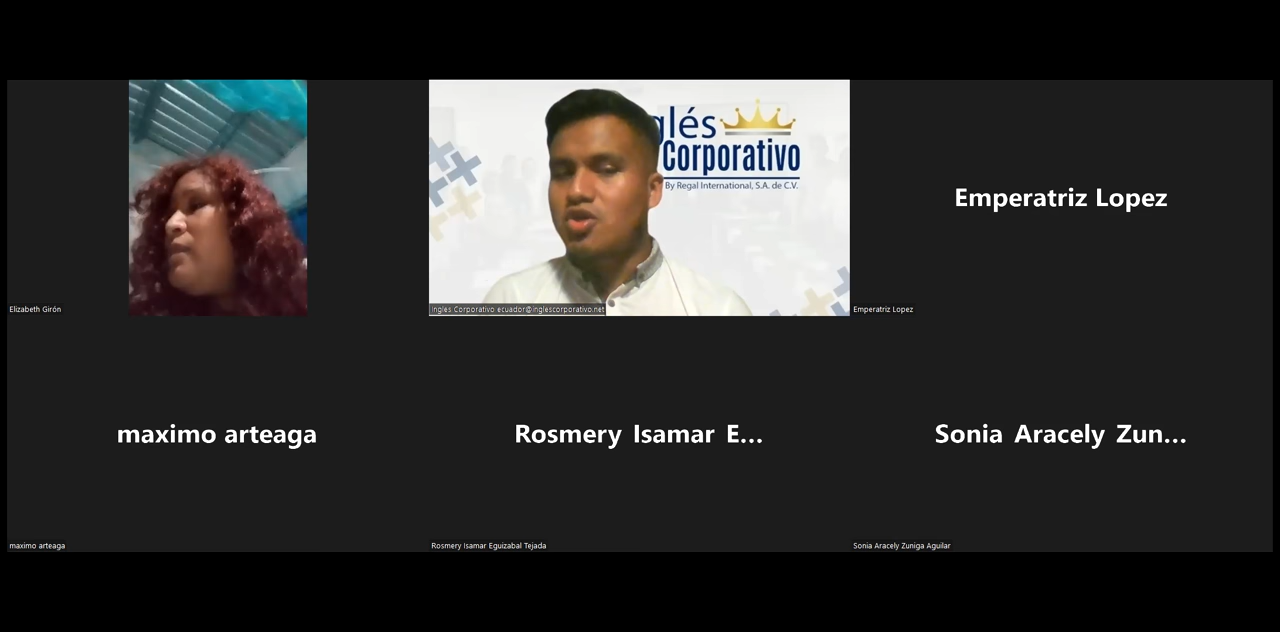 glés
Corporativo
By Regal International, S.A. de C.V.
Elizabeth Girón
Ingles Corporativo ecuador@inglescorporativo.net
Emperatriz Lopez
Emperatriz Lopez
maximo arteaga
Rosmery Isamar E...
Sonia Aracely Zun...
maximo arteaga
Rosmery Isamar Eguizabal Tejada
Sonia Aracely Zuniga Aguilar